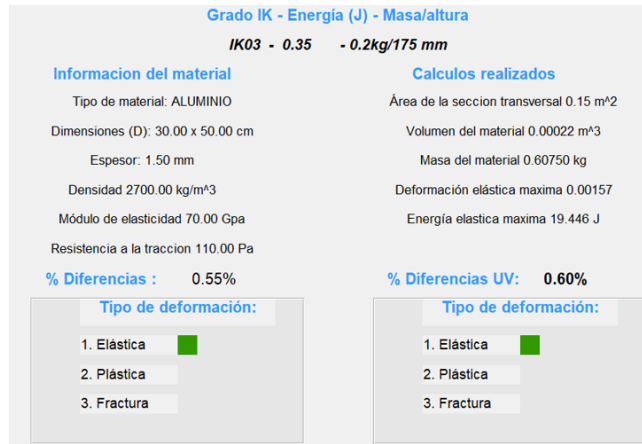 Grado IK - Energía (J) - Masa/altura
IK03 - 0.35 - 0.2kg/175 mm
Informacion del material
Tipo de material: ALUMINIO
Dimensiones (D): 30.00 x 50.00 cm
Espesor: 1.50 mm
Densidad 2700.00 kg/m^3
Módulo de elasticidad 70.00 Gpa
Resistencia a la traccion 110.00 Pa
% Diferencias : 0.55%
Tipo de deformación:
1. Elástica
2. Plástica
3. Fractura
Calculos realizados
Área de la seccion transversal 0.15 m^2
Volumen del material 0.00022 m^3
Masa del material 0.60750 kg
Deformación elástica maxima 0.00157
Energía elastica maxima 19.446 J
% Diferencias UV: 0.60%
Tipo de deformación:
1. Elástica
2. Plástica
3. Fractura